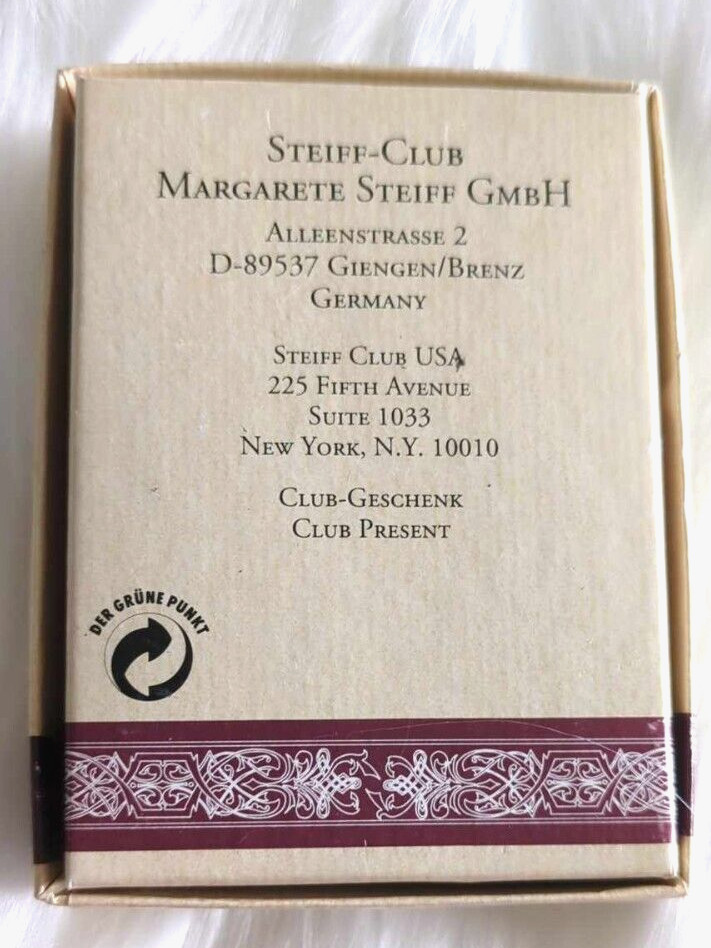 Steiff-Club
Margarete Steiff GmbH
Alleenstrasse 2
D-89537 Giengen/Brenz
Germany
Steiff Club USA
225 Fifth Avenue
Suite 1033
New York, N.Y. 10010
Club-Geschenk
Club Present
DER GRÜNE PUNKT